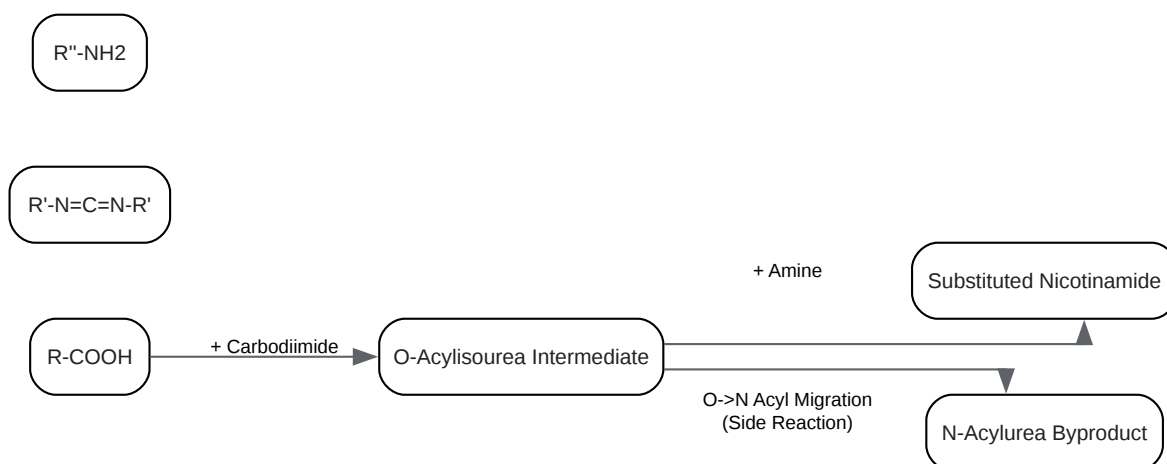 R"-NH2
R'-N=C=N-R'
+ Amine
Substituted Nicotinamide
R-COOH
+ Carbodiimide
O-Acylisourea Intermediate
O->N Acyl Migration
(Side Reaction)
N-Acylurea Byproduct